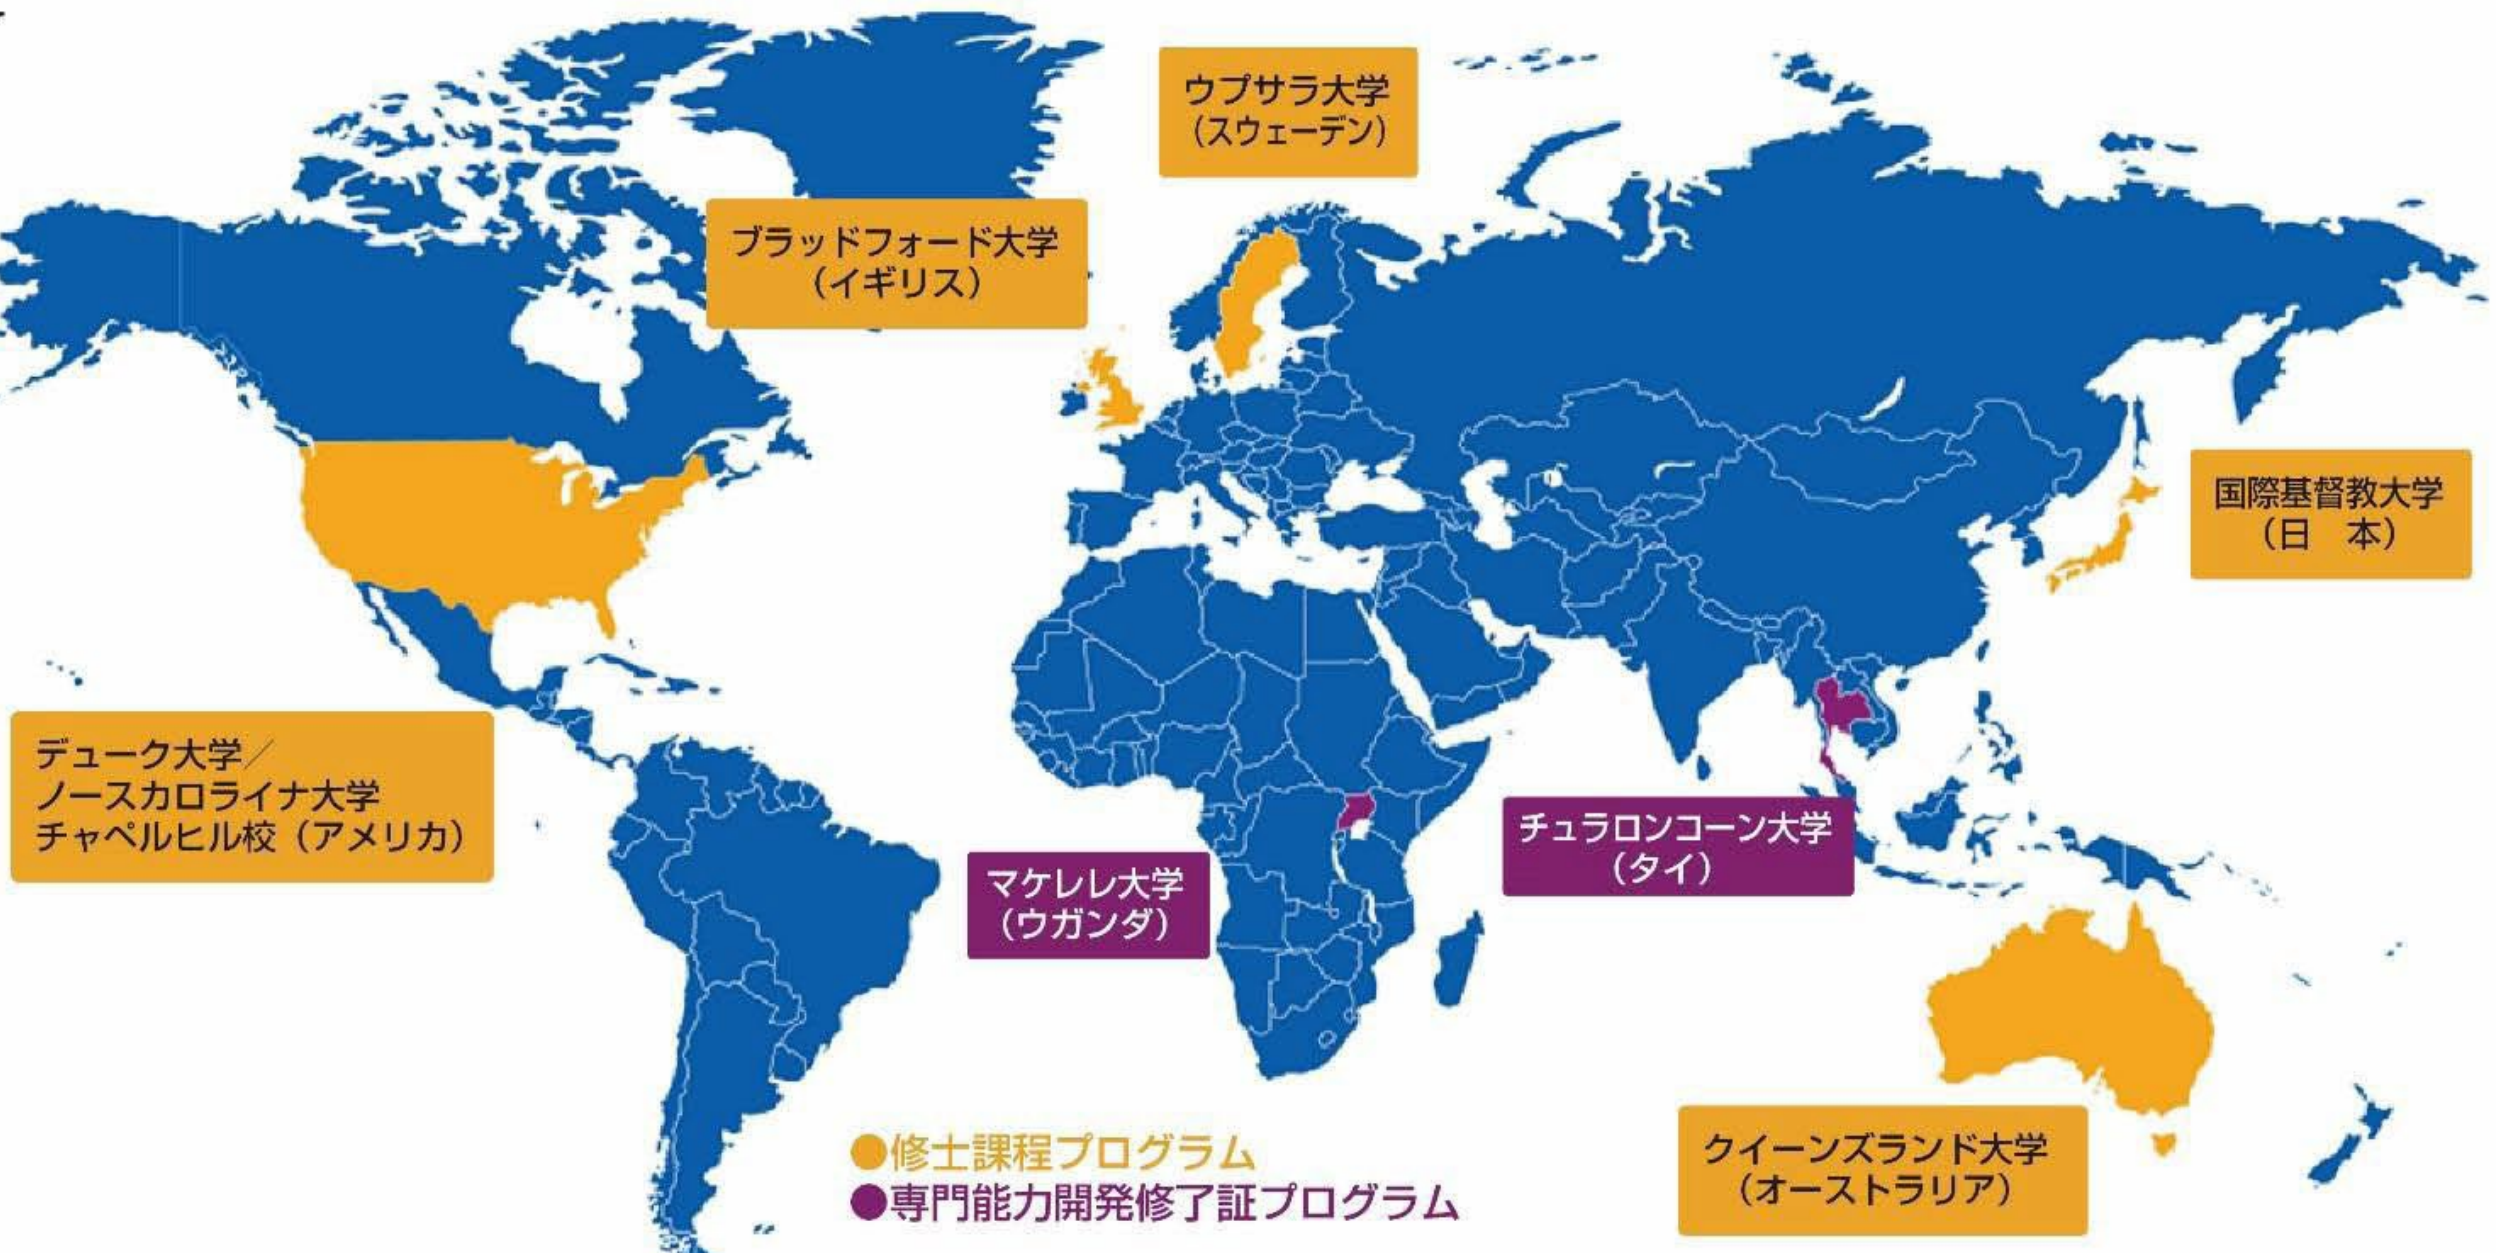 ウプサラ大学
（スウェーデン）
ブラッドフォード大学
（イギリス）
国際基督教大学
（日　本）
デューク大学／
ノースカロライナ大学
チャペルヒル校（アメリカ）
チュラロンコーン大学
（タイ）
マケレレ大学
（ウガンダ）
クイーンズランド大学
（オーストラリア）
●修士課程プログラム
●専門能力開発修了証プログラム